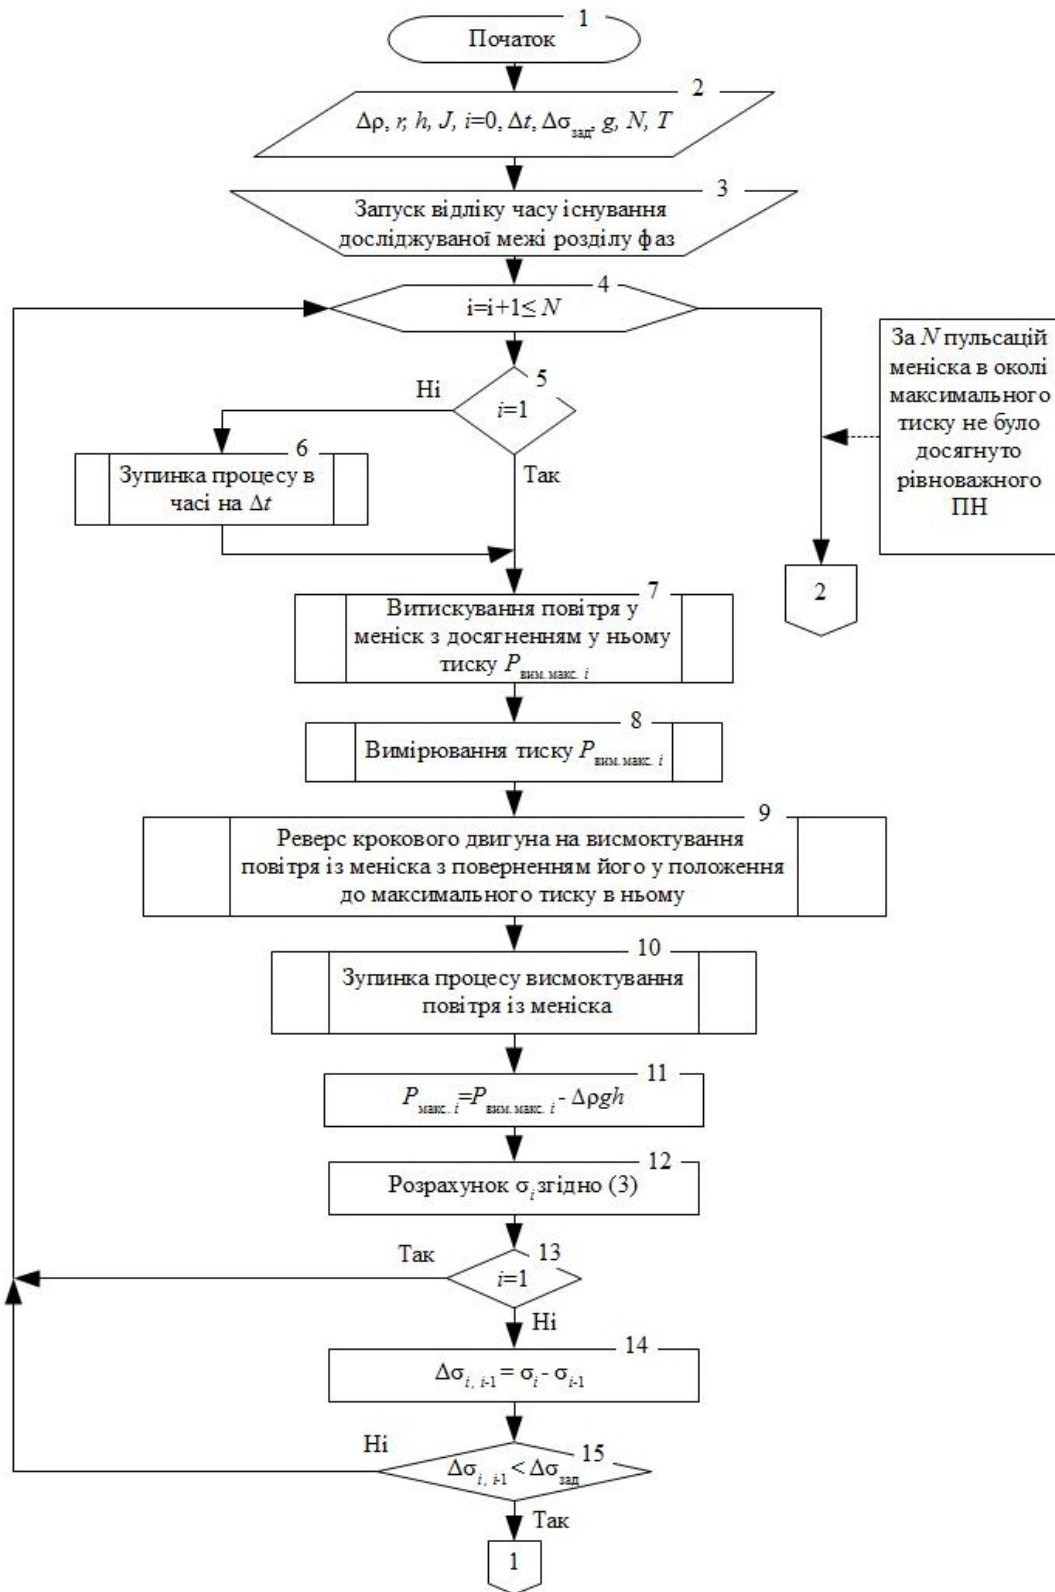 1
Початок
2
Δρ, r, h, J, i=0, Δt, Δσзад, g, N, T
3
Запуск відліку часу існування
досліджуваної межі розділу фаз
4
i=i+1≤ N
За N пульсацій
меніска в околі
максимального
тиску не було
досягнуто
рівноважного
ПН
5
Ні
i=1
Так
6
Зупинка процесу в
часі на Δt
2
7
Витискування повітря у
меніск з досягненням у ньому
тиску Pвим.макс. i
8
Вимірювання тиску Pвим.макс. i
9
Реверс крокового двигуна на висмоктування
повітря із меніска з поверненням його у положення
до максимального тиску в ньому
10
Зупинка процесу висмоктування
повітря із меніска
11
Pмакс. i=Pвим.макс. i - Δρgh
12
Розрахунок σi згідно (3)
13
Так
i=1
Ні
14
Δσi, i-1 = σi - σi-1
15
Ні
Δσi, i-1 < Δσзад
Так
1